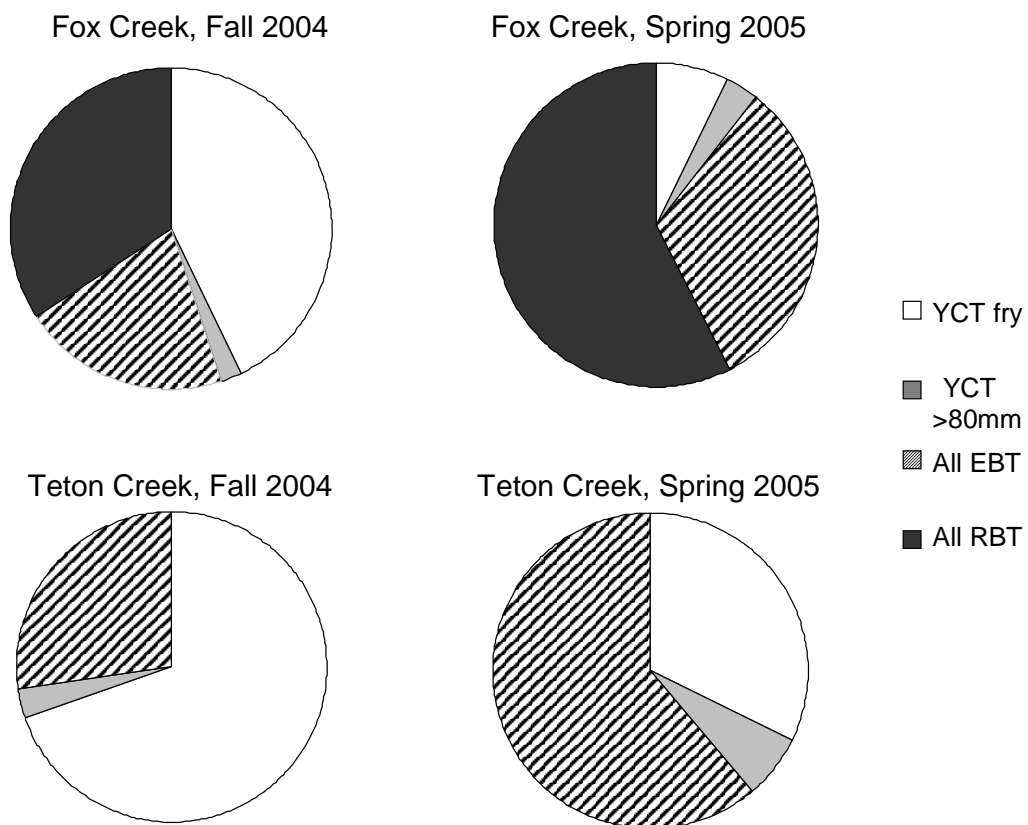 Fox Creek, Fall 2004
Fox Creek, Spring 2005
YCT fry
YCT
>80mm
All EBT
All RBT
Teton Creek, Fall 2004
Teton Creek, Spring 2005